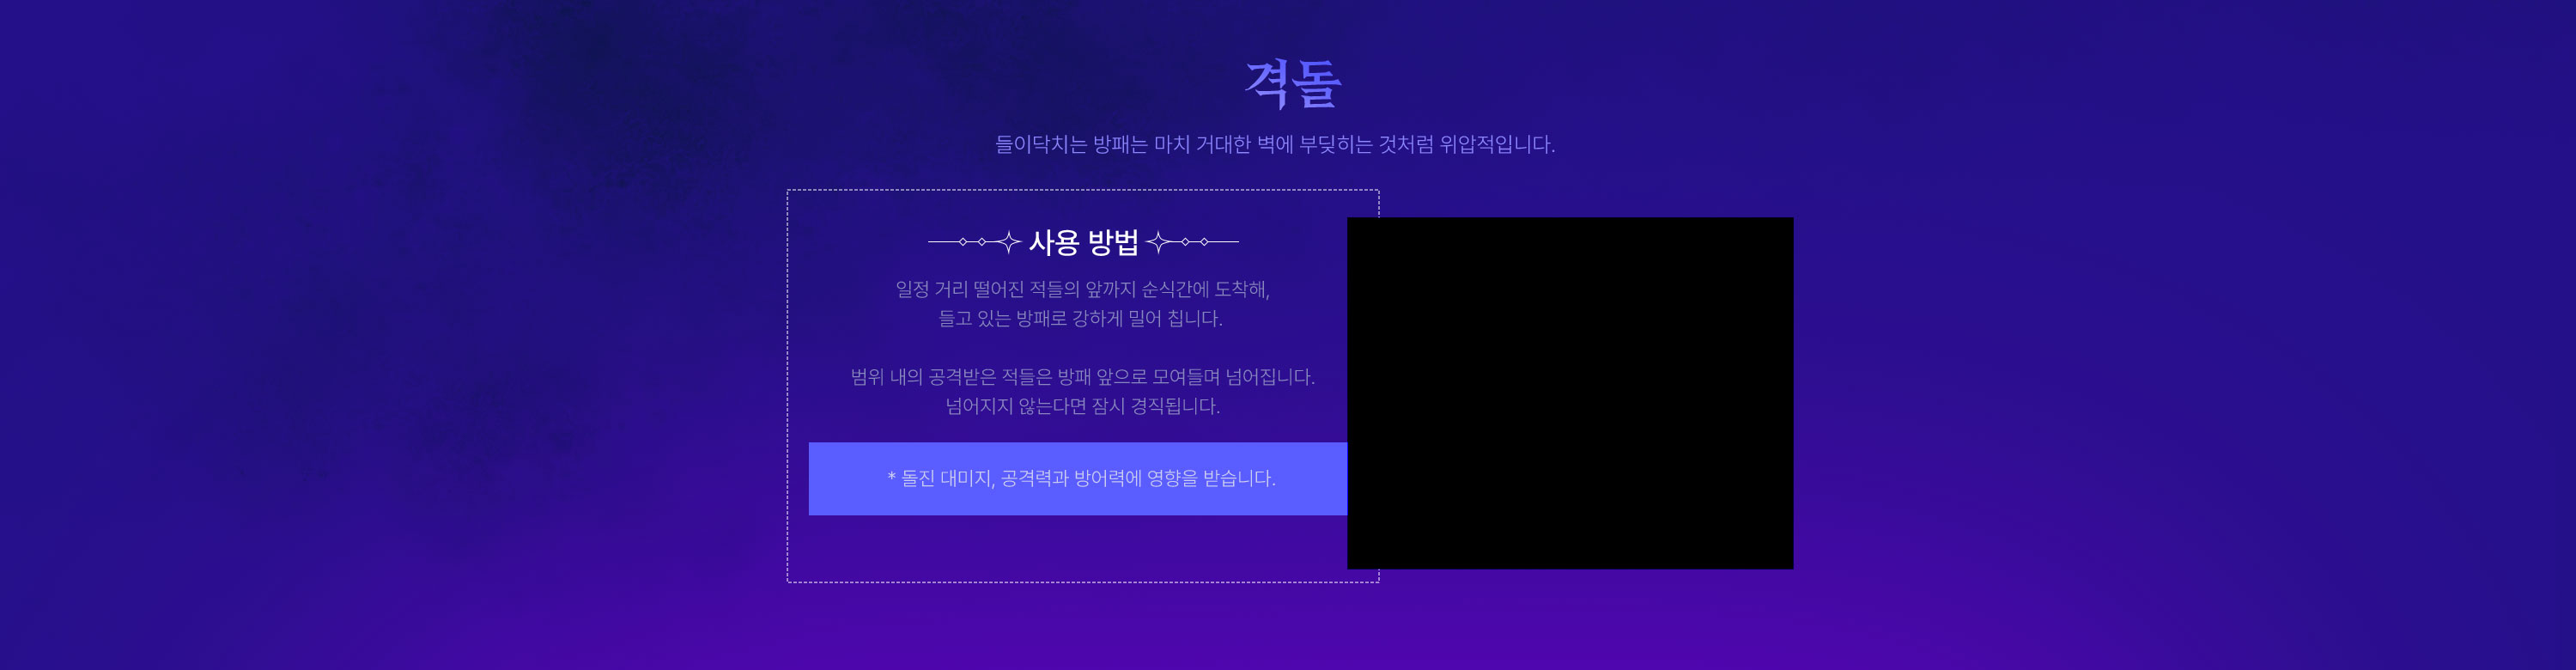 격돌
들이닥치는 방패는 마치 거대한 벽에 부딪히는 것처럼 위압적입니다.
사용 방법
일정 거리 떨어진 적들의 앞까지 순식간에 도착해,
들고 있는 방패로 강하게 밀어 칩니다.
범위 내의 공격받은 적들은 방패 앞으로 모여들며 넘어집니다.
넘어지지 않는다면 잠시 경직됩니다.
* 돌진 대미지, 공격력과 방어력에 영향을 받습니다.